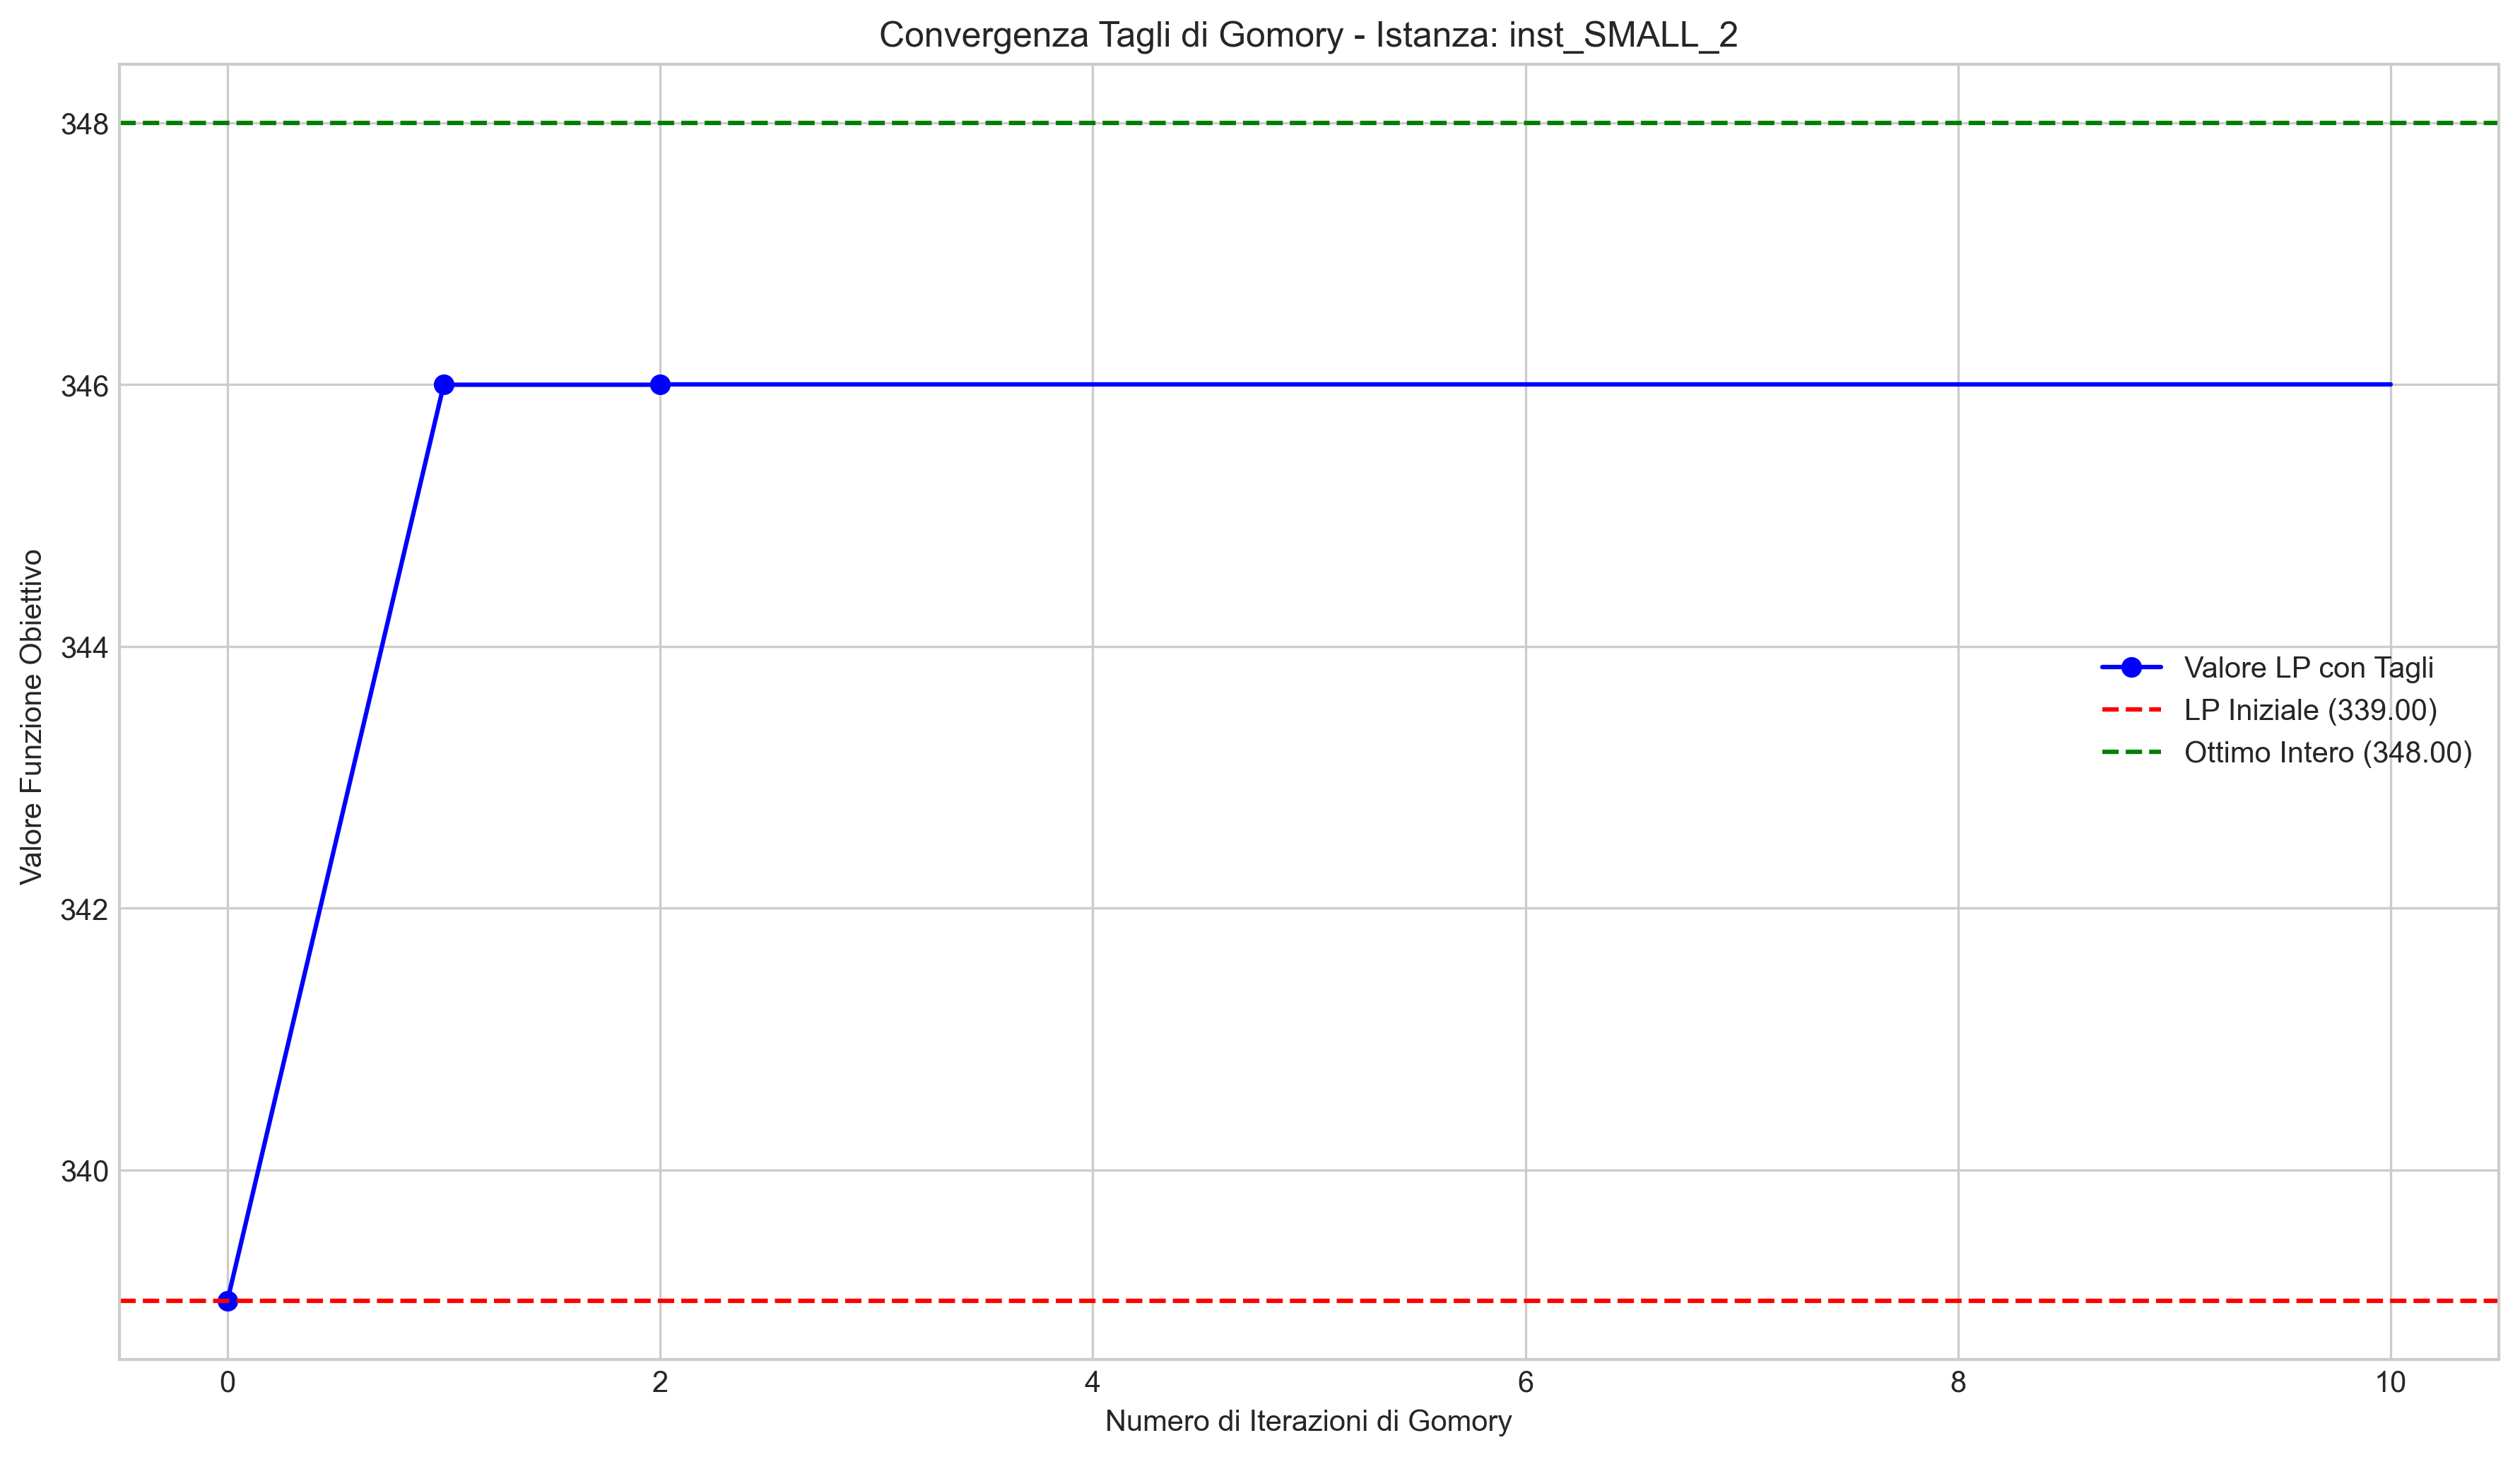 Convergenza Tagli di Gomory - Istanza: inst_SMALL_2
348
346
344
342
340
Valore Funzione Obiettivo
Valore LP con Tagli
LP Iniziale (339.00)
Ottimo Intero (348.00)
0
2
4
6
8
10
Numero di Iterazioni di Gomory